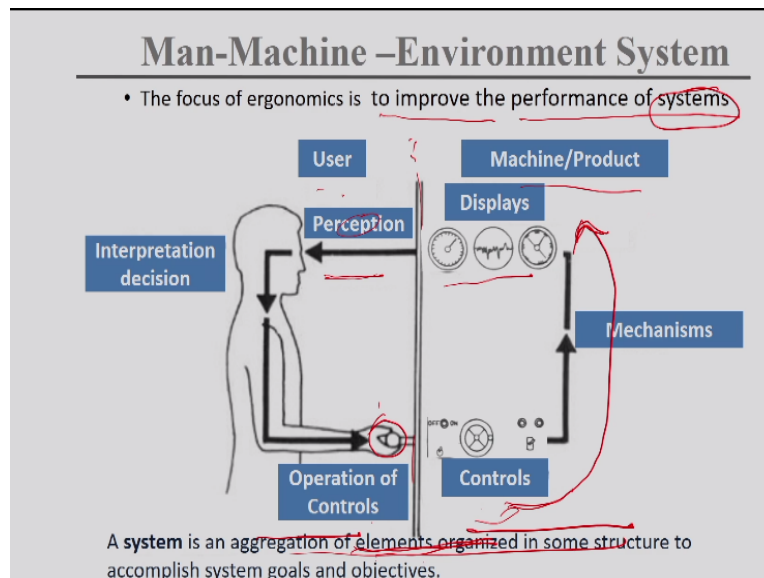 Man-Machine –Environment System
• The focus of ergonomics is to improve the performance of systems
User
Machine/Product
Displays
Perception
Interpretation
decision
Mechanisms
OFF ON
Operation of
Controls
Controls
A system is an aggregation of elements organized in some structure to
accomplish system goals and objectives.